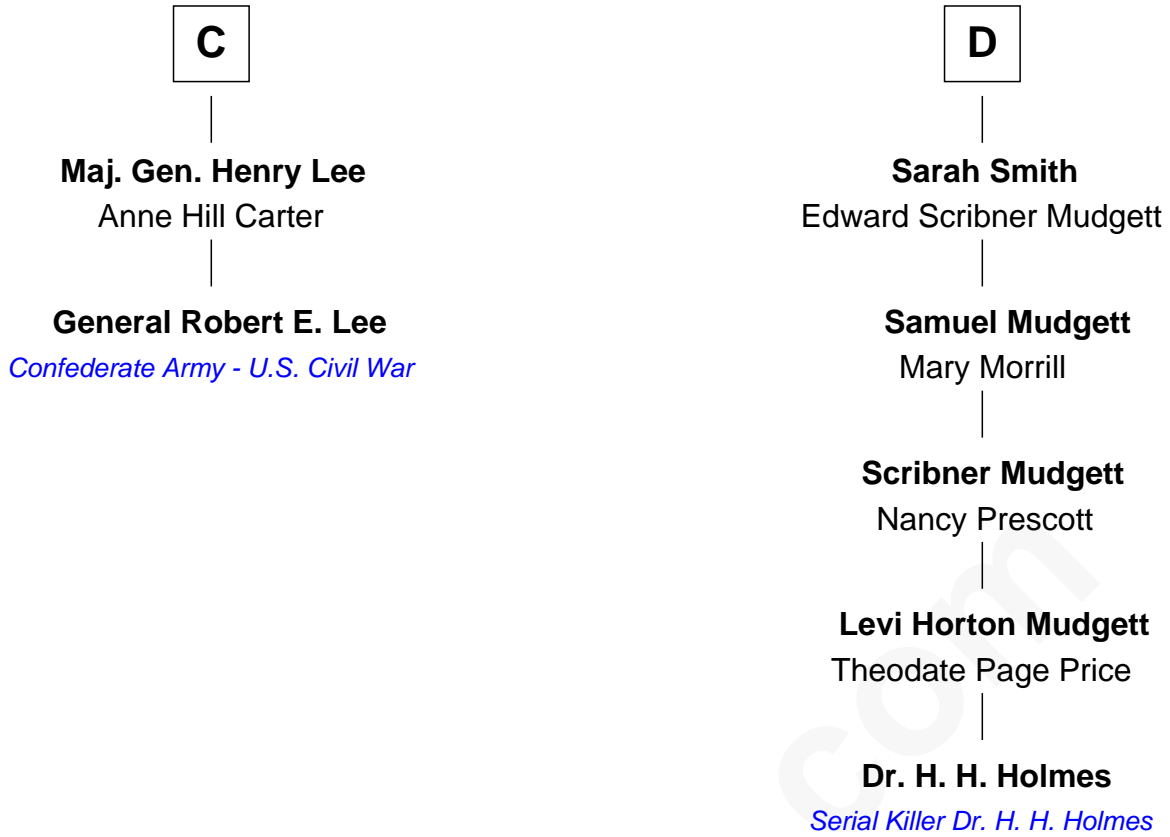 C
Maj. Gen. Henry Lee
Anne Hill Carter
General Robert E. Lee
Confederate Army - U.S. Civil War
D
Sarah Smith
Edward Scribner Mudgett
Samuel Mudgett
Mary Morrill
Scribner Mudgett
Nancy Prescott
Levi Horton Mudgett
Theodate Page Price
Dr. H. H. Holmes
Serial Killer Dr. H. H. Holmes
com